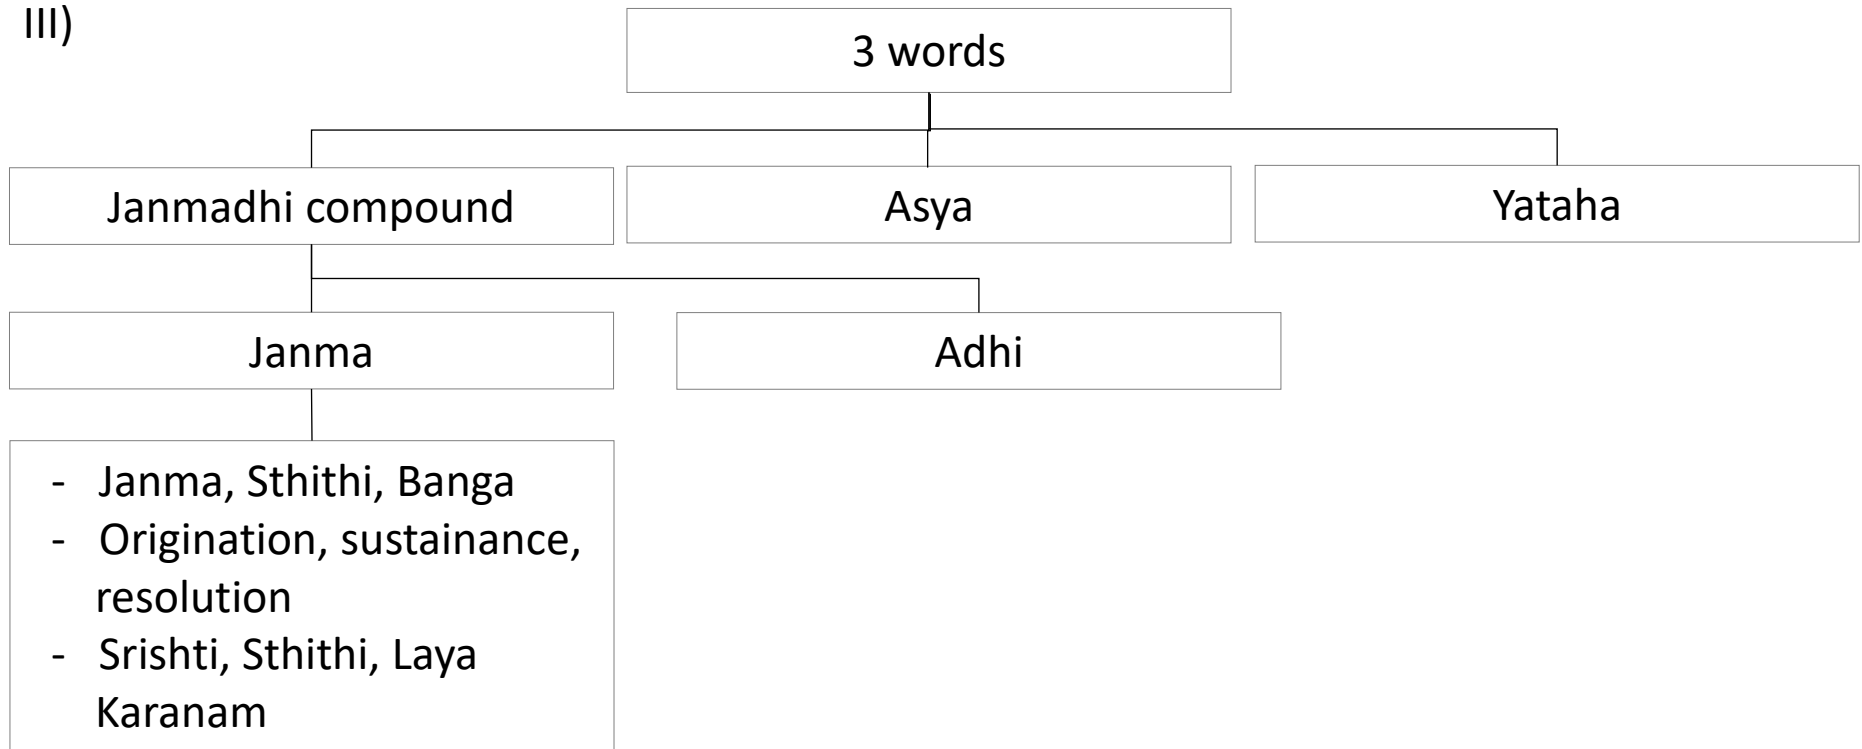 III)
3 words
Janmadhi compound
Asya
Yataha
Janma
Adhi
- Janma, Sthithi, Banga
- Origination, sustainance,
resolution
- Srishti, Sthithi, Laya
Karanam